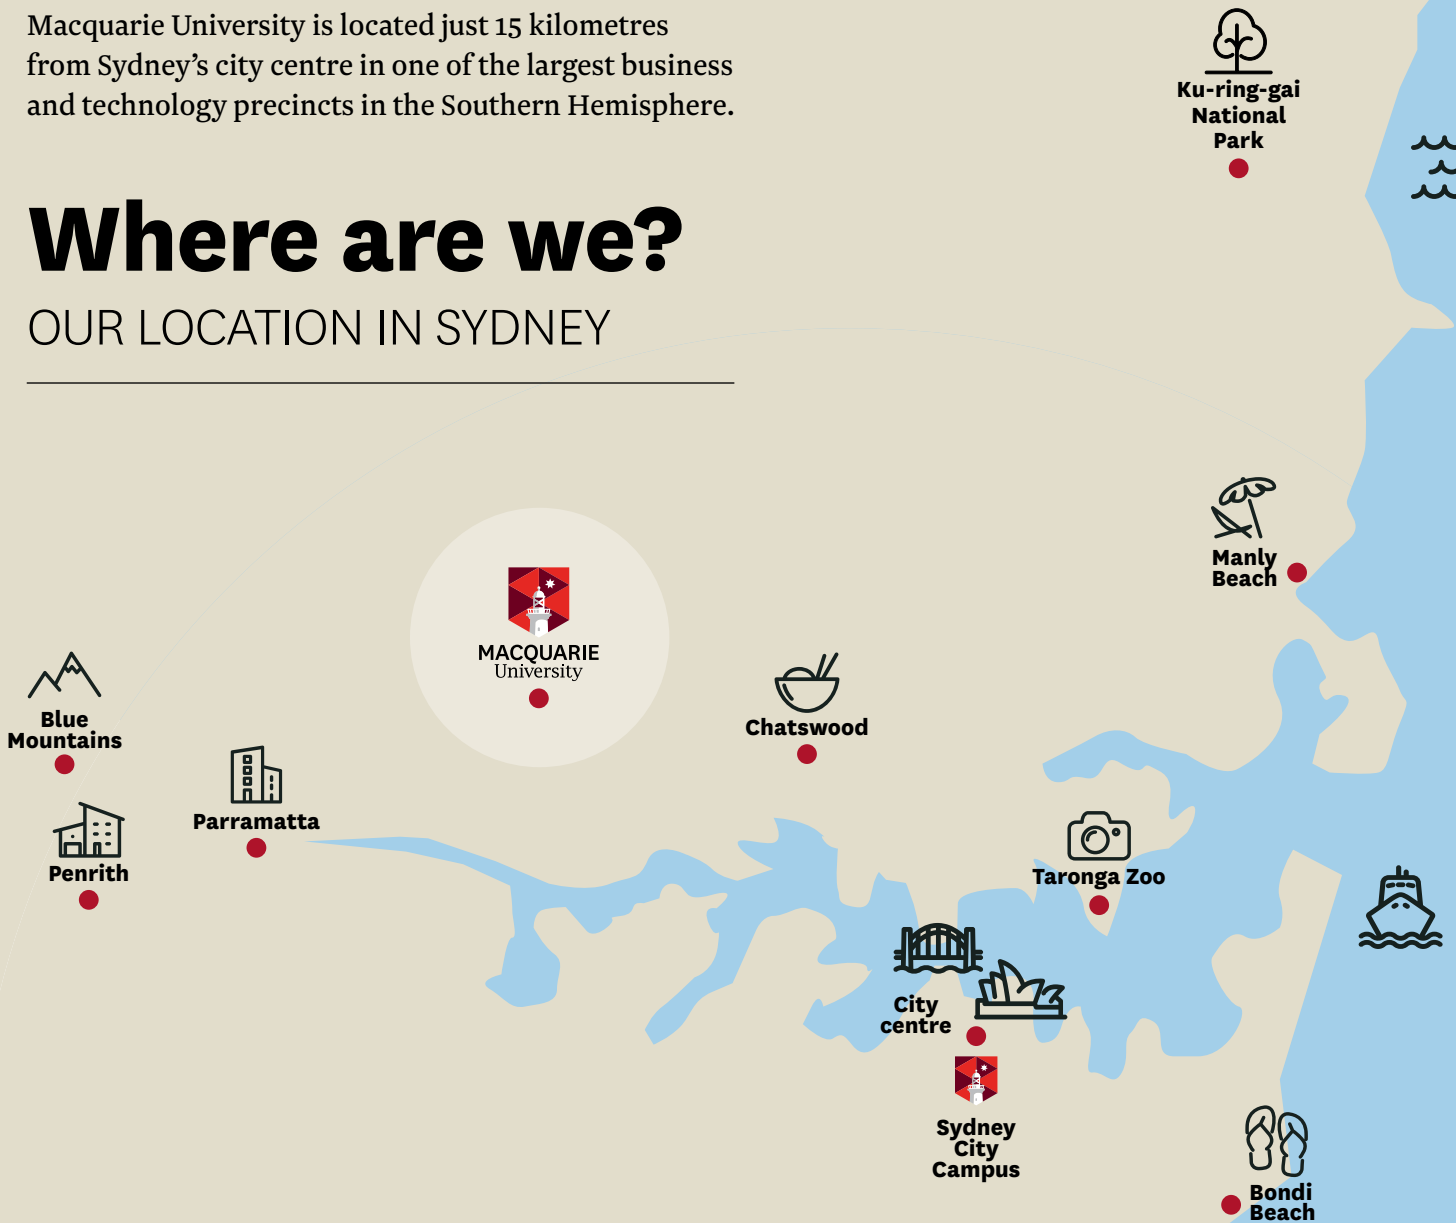 Macquarie University is located just 15 kilometres
from Sydney’s city centre in one of the largest business
and technology precincts in the Southern Hemisphere.
Where are we?
OUR LOCATION IN SYDNEY
Ku-ring-gai
National
Park
Manly
Beach
MACQUARIE
University
Chatswood
Blue
Mountains
Parramatta
Penrith
Taronga Zoo
City
centre
Sydney
City
Campus
Bondi
Beach